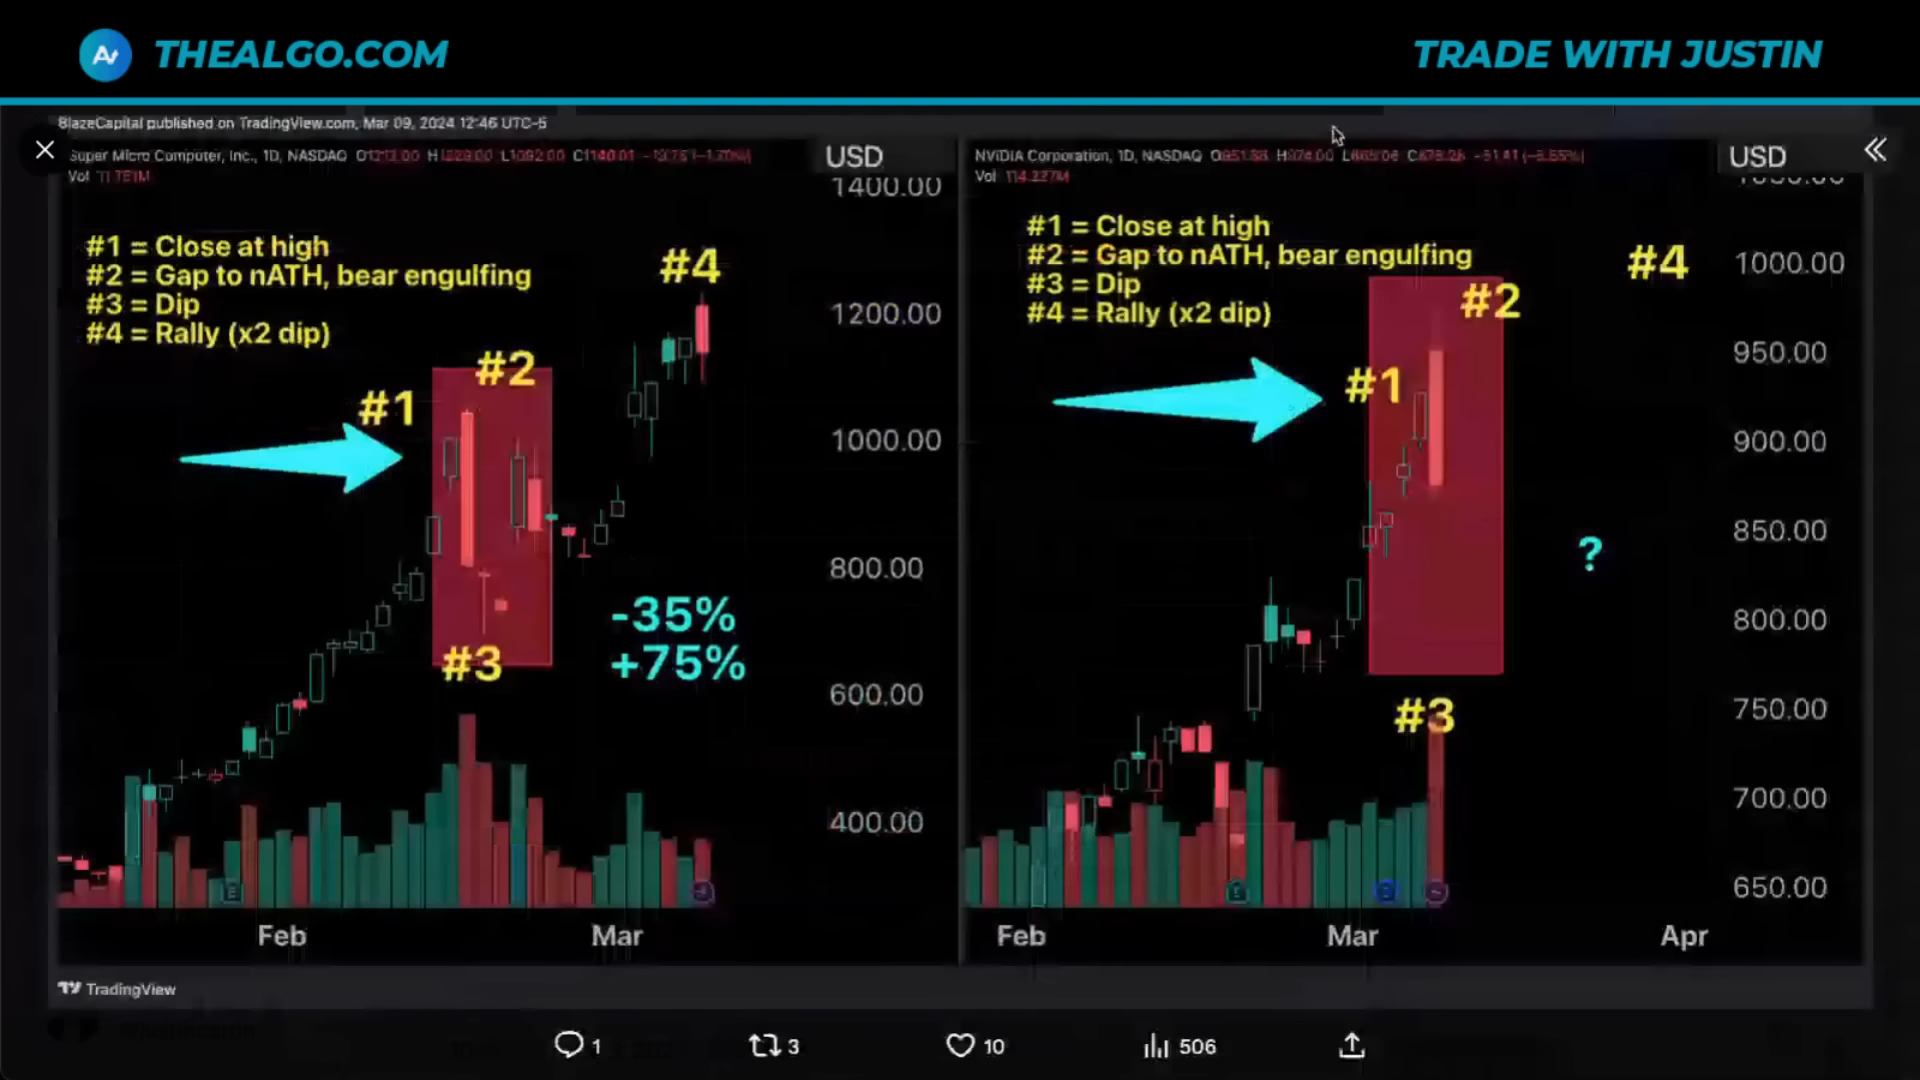 THEALGO.COM
TRADE WITH JUSTIN
BlazeCapital published on TradingView.com, Mar 09, 2024 12:46 UTC-5
Super Micro Computer, Inc., 1D, NASDAQ
USD
Vol
#1 = Close at high
#2 = Gap to nATH, bear engulfing
#3 = Dip
#4 = Rally (x2 dip)
#1
#2
#3
#4
-35%
+75%
1400.00
1200.00
1000.00
800.00
600.00
400.00
Feb
Mar
NVIDIA Corporation, 1D, NASDAQ
USD
Vol 114.227M
#1 = Close at high
#2 = Gap to nATH, bear engulfing
#3 = Dip
#4 = Rally (x2 dip)
#1
#2
#3
#4
?
1000.00
950.00
900.00
850.00
800.00
750.00
700.00
650.00
Feb
Mar
Apr
TradingView
1
3
10
506